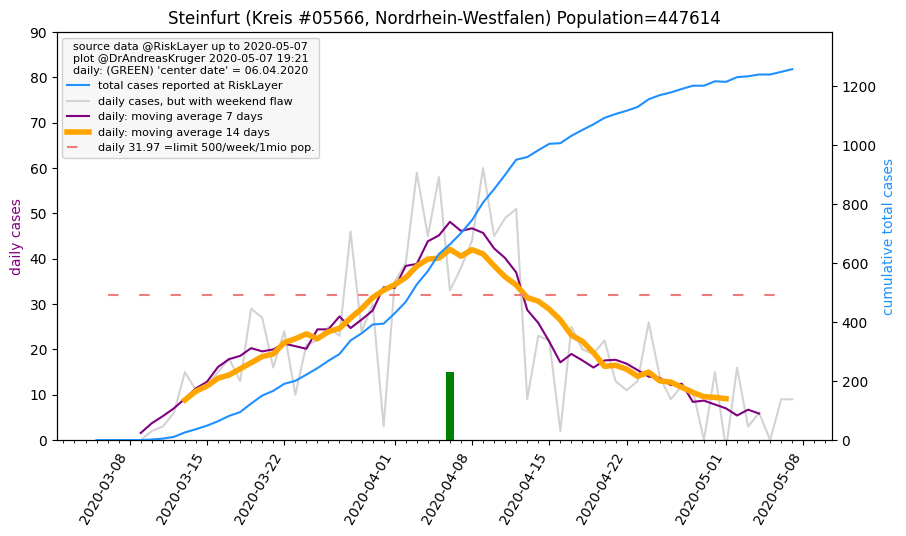 Steinfurt (Kreis #05566, Nordrhein-Westfalen) Population=447614
source data @RiskLayer up to 2020-05-07
plot @DrAndreasKruger 2020-05-07 19:21
daily: (GREEN) 'center date' = 06.04.2020
total cases reported at RiskLayer
daily cases, but with weekend flaw
daily: moving average 7 days
daily: moving average 14 days
daily 31.97 =limit 500/week/1mio pop.
daily cases
90
80
70
60
50
40
30
20
10
0
1200
1000
800
600
400
200
0
cumulative total cases
2020-03-08
2020-03-15
2020-03-22
2020-04-01
2020-04-08
2020-04-15
2020-04-22
2020-05-01
2020-05-08